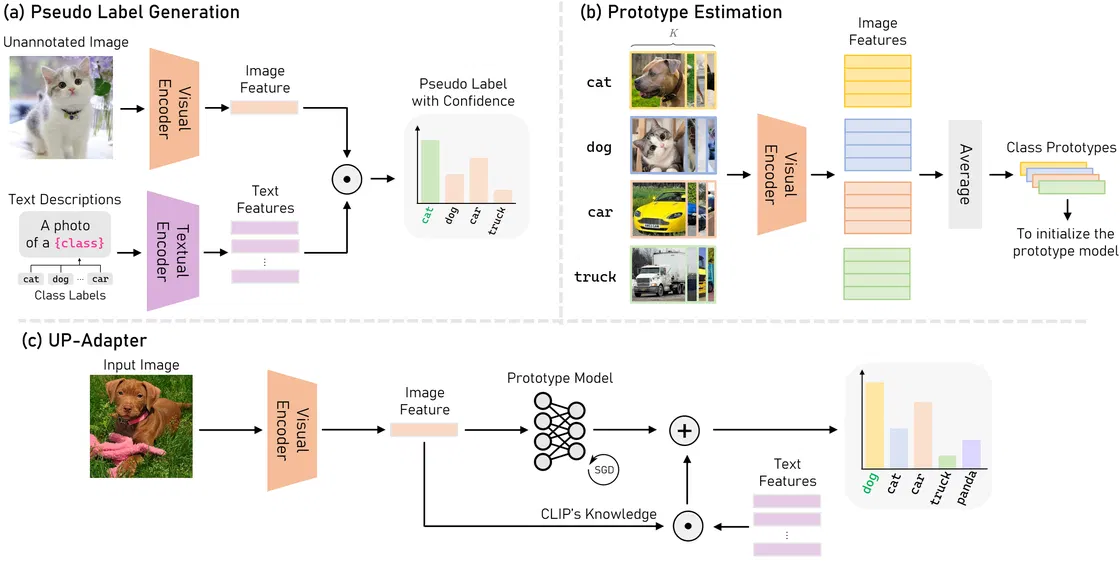 (a) Pseudo Label Generation
Unannotated Image
Visual
Encoder
Image
Feature
Pseudo Label
with Confidence
cat
dog
car
truck
Text Descriptions
A photo
of a {class}
cat
dog
...
car
Class Labels
Textual
Encoder
Text
Features
...
(b) Prototype Estimation
K
Image
Features
cat
dog
car
truck
Visual
Encoder
Average
Class Prototypes
To initialize the
prototype model
(c) UP-Adapter
Input Image
Visual
Encoder
Image
Feature
Prototype Model
SGD
CLIP's Knowledge
Text
Features
...
dog
cat
car
truck
panda